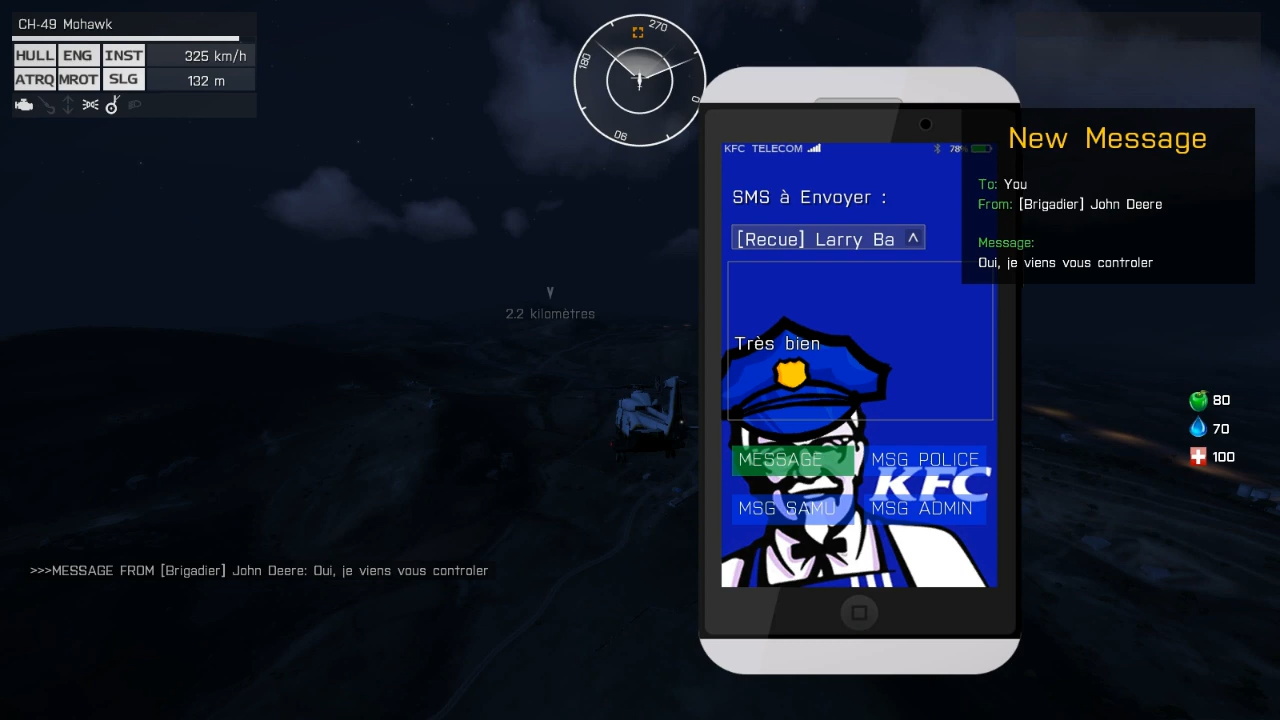 CH-49 Mohawk
HULL ENG INST 325 km/h
ATRQ MROT SLG 132 m
270
180
0
90
KFC TELECOM 78%
New Message
To: You
From: [Brigadier] John Deere
Message:
Oui, je viens vous controler
SMS à Envoyer :
[Recue] Larry Ba
2.2 kilomètres
Très bien
80
70
100
MESSAGE MSG POLICE
KFC
MSG SAMU MSG ADMIN
>>>MESSAGE FROM [Brigadier] John Deere: Oui, je viens vous controler